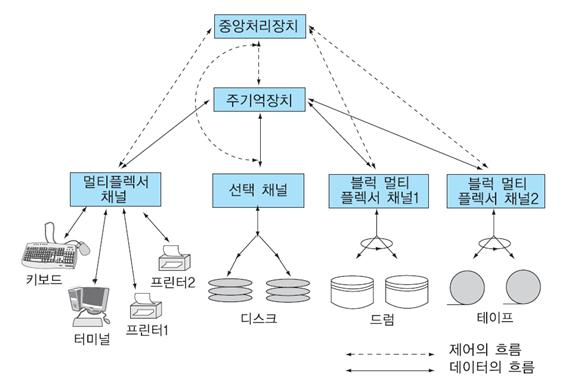 중앙처리장치
주기억장치
멀티플렉서
채널
선택 채널
블럭 멀티
플렉서 채널1
블럭 멀티
플렉서 채널2
키보드
터미널
프린터1
프린터2
디스크
드럼
테이프
제어의 흐름
데이터의 흐름